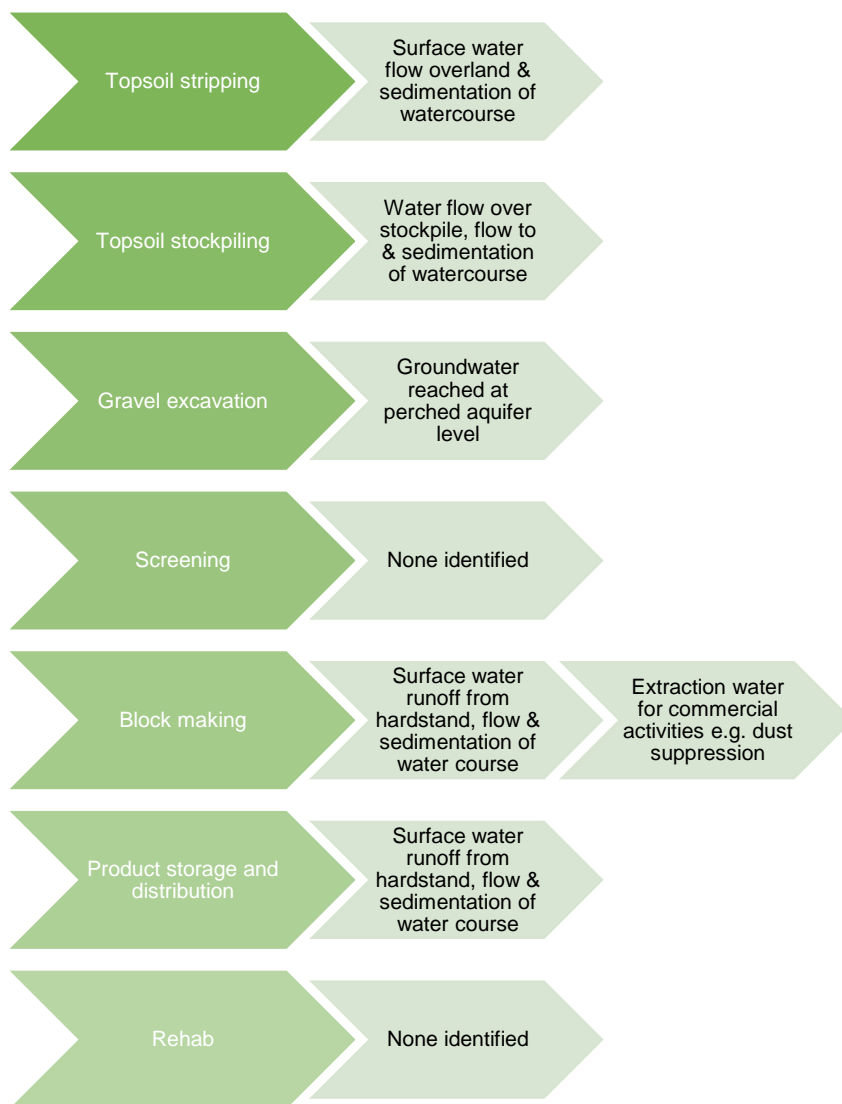 Topsoil stripping
Surface water
flow overland &
sedimentation of
watercourse
Topsoil stockpiling
Water flow over
stockpile, flow to
& sedimentation
of watercourse
Gravel excavation
Groundwater
reached at
perched aquifer
level
Screening
None identified
Block making
Surface water
runoff from
hardstand, flow &
sedimentation of
water course
Extraction water
for commercial
activities e.g. dust
suppression
Product storage and
distribution
Surface water
runoff from
hardstand, flow &
sedimentation of
water course
Rehab
None identified